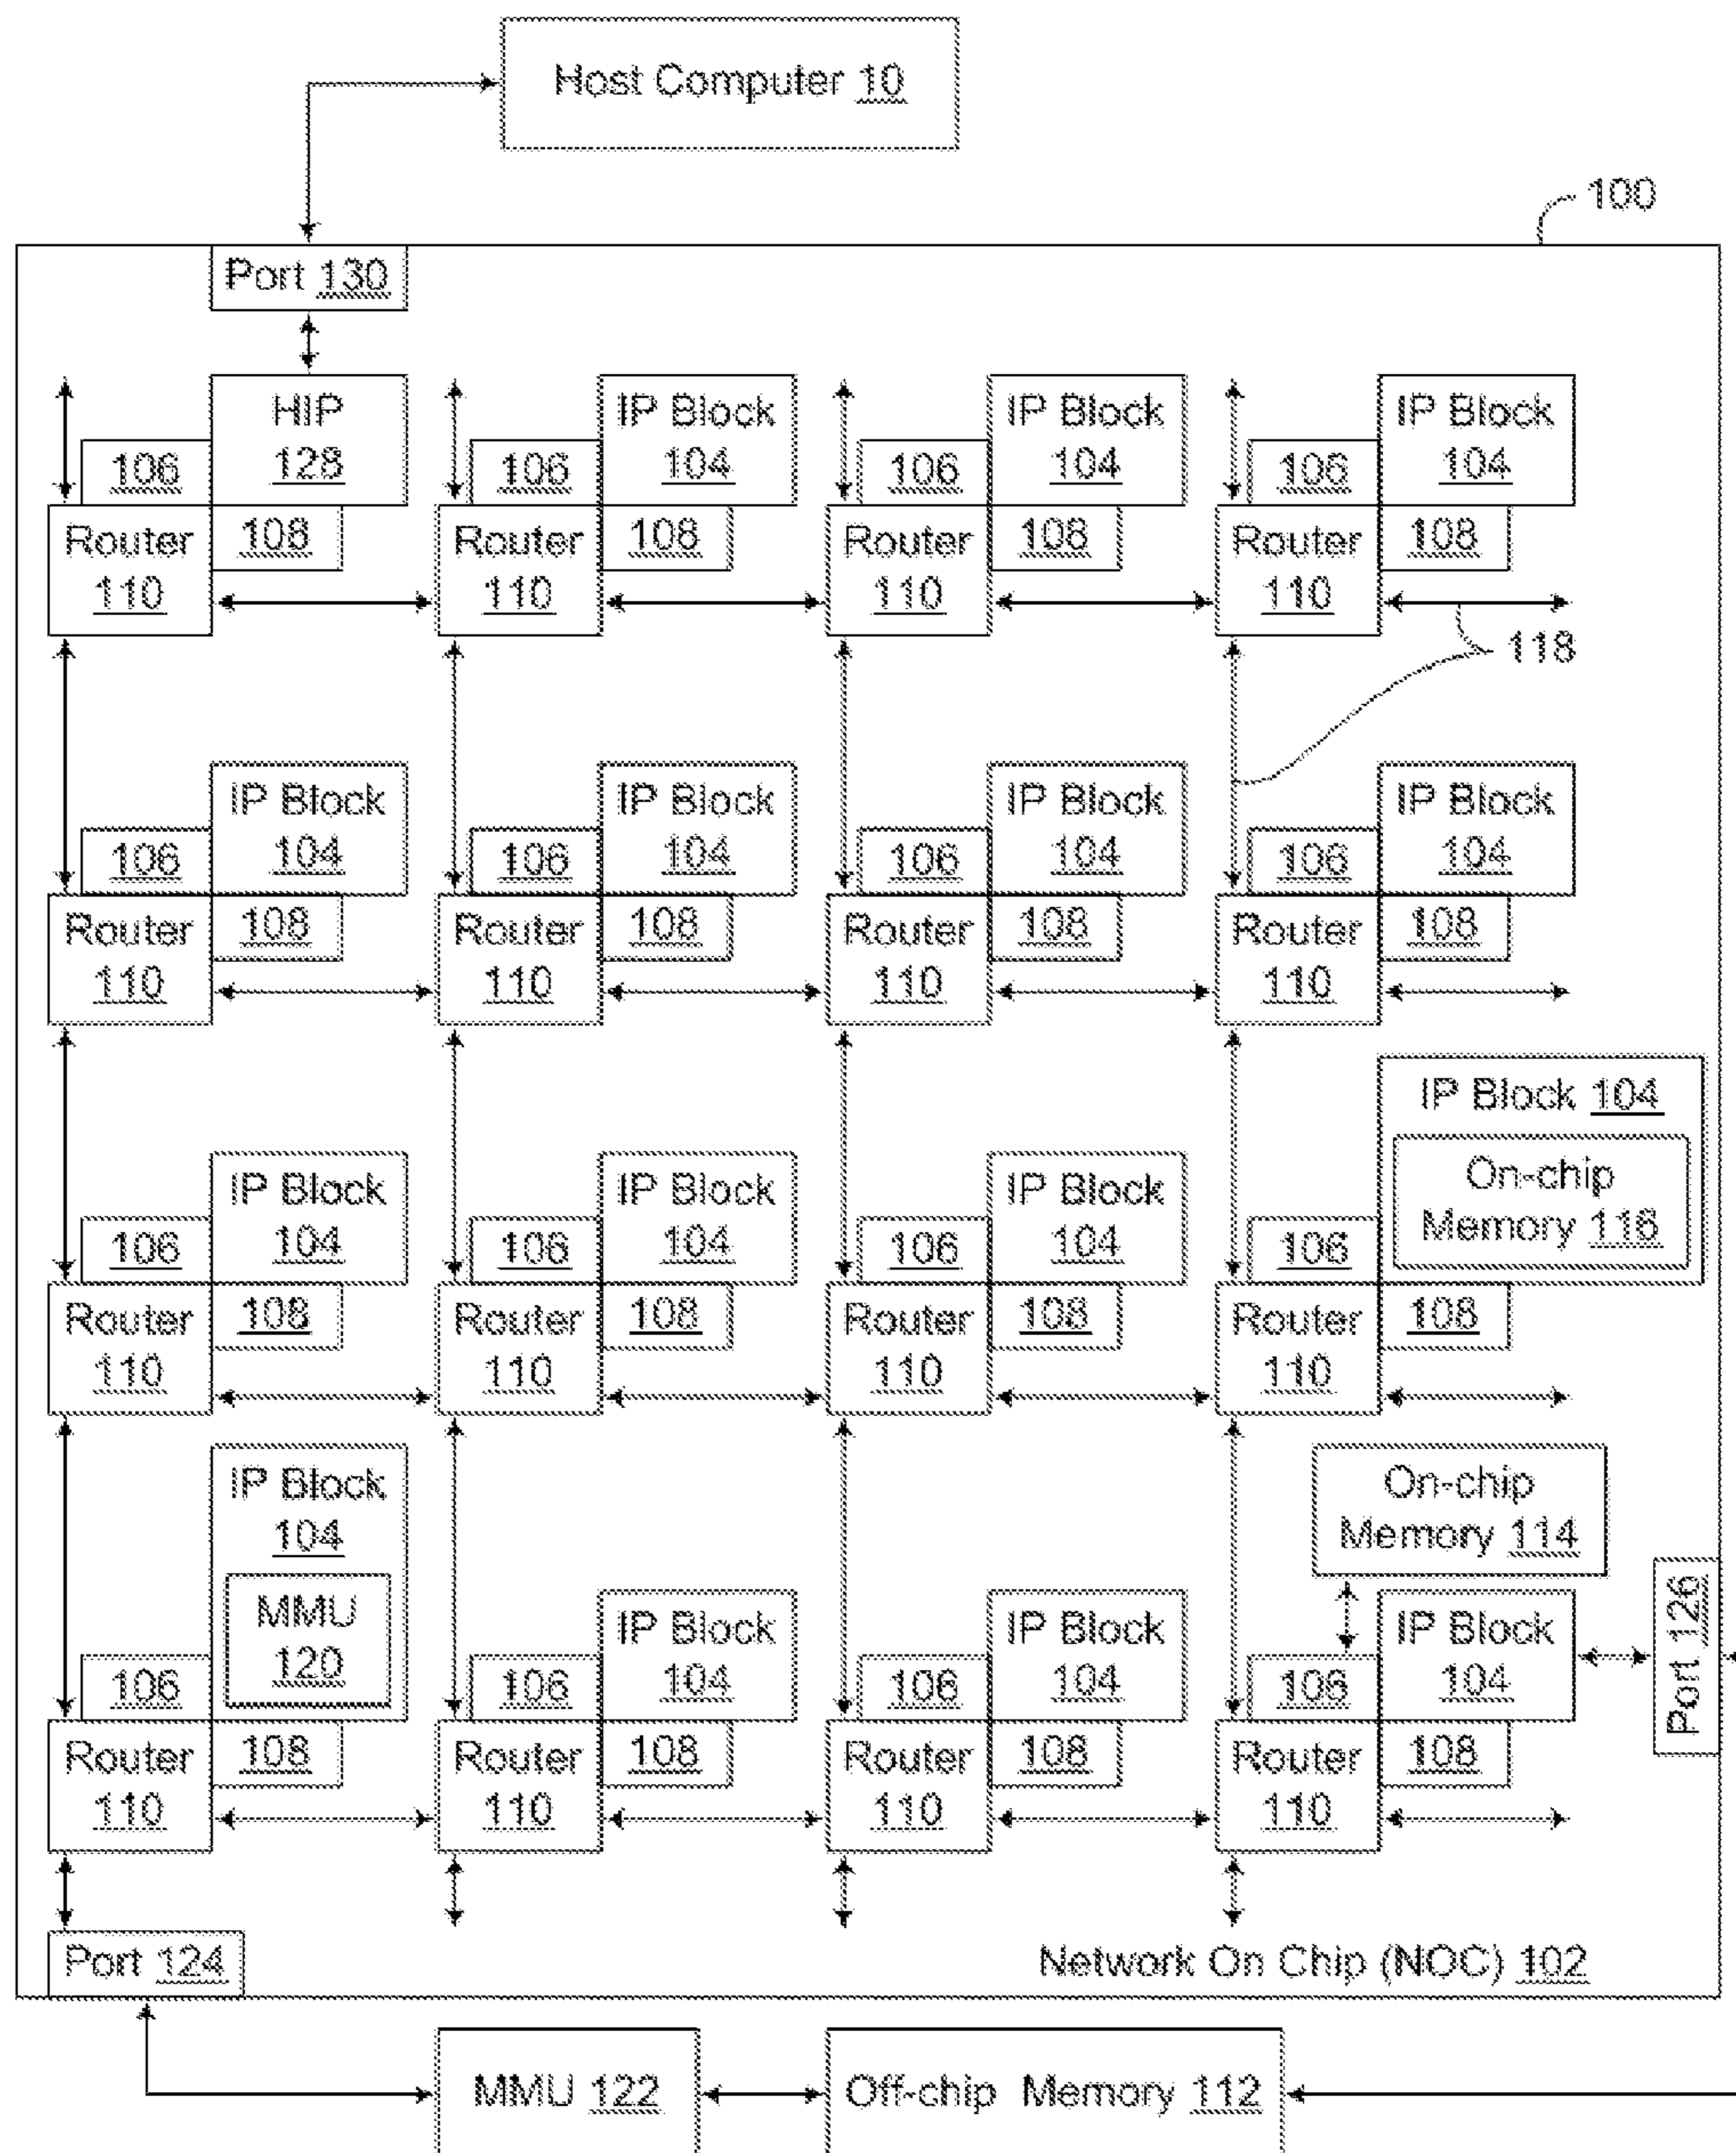 Host Computer 10
100
Port 130
HIP
128
106
Router
110
108
IP Block
104
106
Router
110
108
IP Block
104
106
Router
110
108
IP Block
104
106
Router
110
108
118
IP Block
104
106
Router
110
108
IP Block
104
106
Router
110
108
IP Block
104
106
Router
110
108
IP Block
104
106
Router
110
108
IP Block
104
106
Router
110
108
IP Block
104
106
Router
110
108
IP Block
104
106
Router
110
108
IP Block 104
On-chip
Memory 116
106
Router
110
108
IP Block
104
MMU
120
106
Router
110
108
IP Block
104
106
Router
110
108
IP Block
104
106
Router
110
108
On-chip
Memory 114
IP Block
104
106
Router
110
108
Port 126
Port 124
Network On Chip (NOC) 102
MMU 122
Off-chip Memory 112